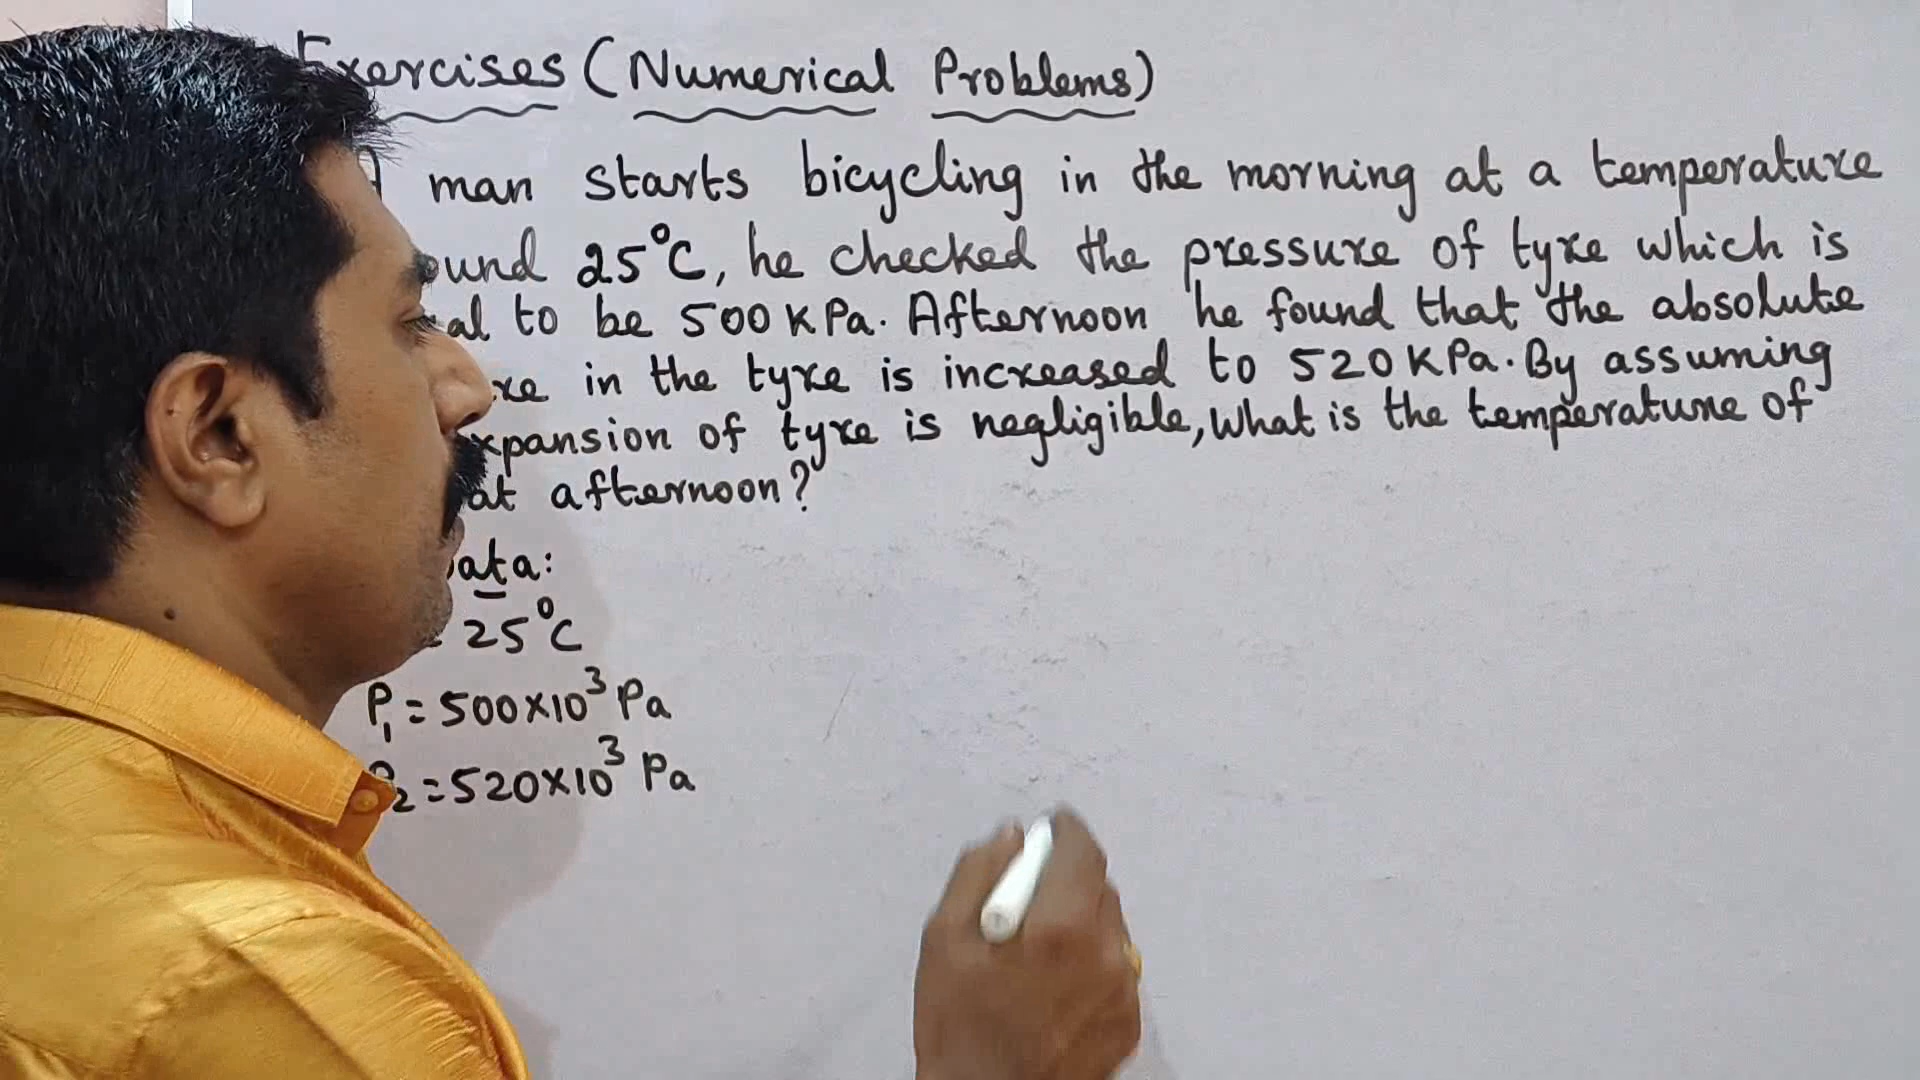 Exercises (Numerical Problems)
man starts bicycling in the morning at a temperature
25°C, he checked the pressure of tyre which is
to be 500 KPa. Afternoon he found that the absolute
in the tyre is increased to 520 KPa. By assuming
expansion of tyre is negligible, What is the temperature of
at afternoon?
25°C
P₁ = 500×10³ Pa
P₂ = 520×10³ Pa